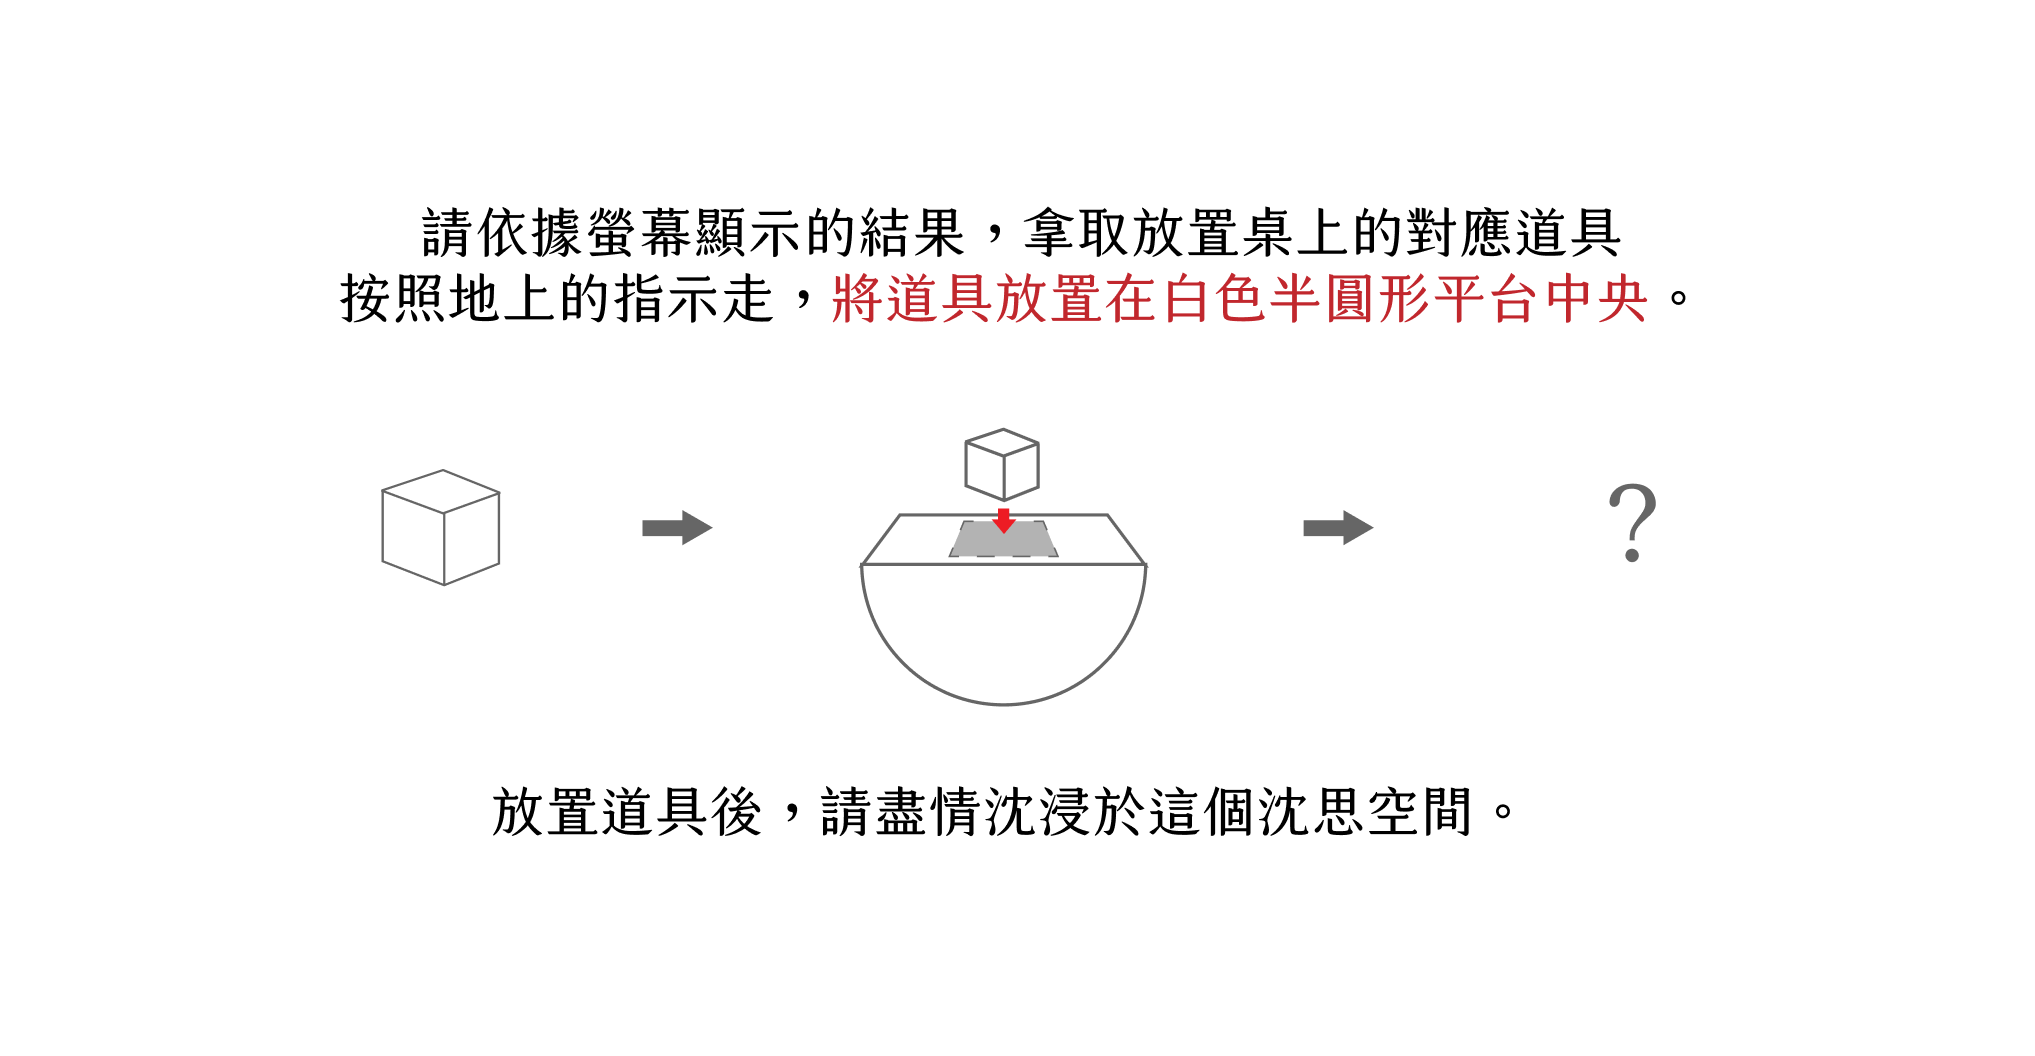 請依據螢幕顯示的結果，拿取放置桌上的對應道具
按照地上的指示走，將道具放置在白色半圓形平台中央。
?
放置道具後，請盡情沈浸於這個沈思空間。